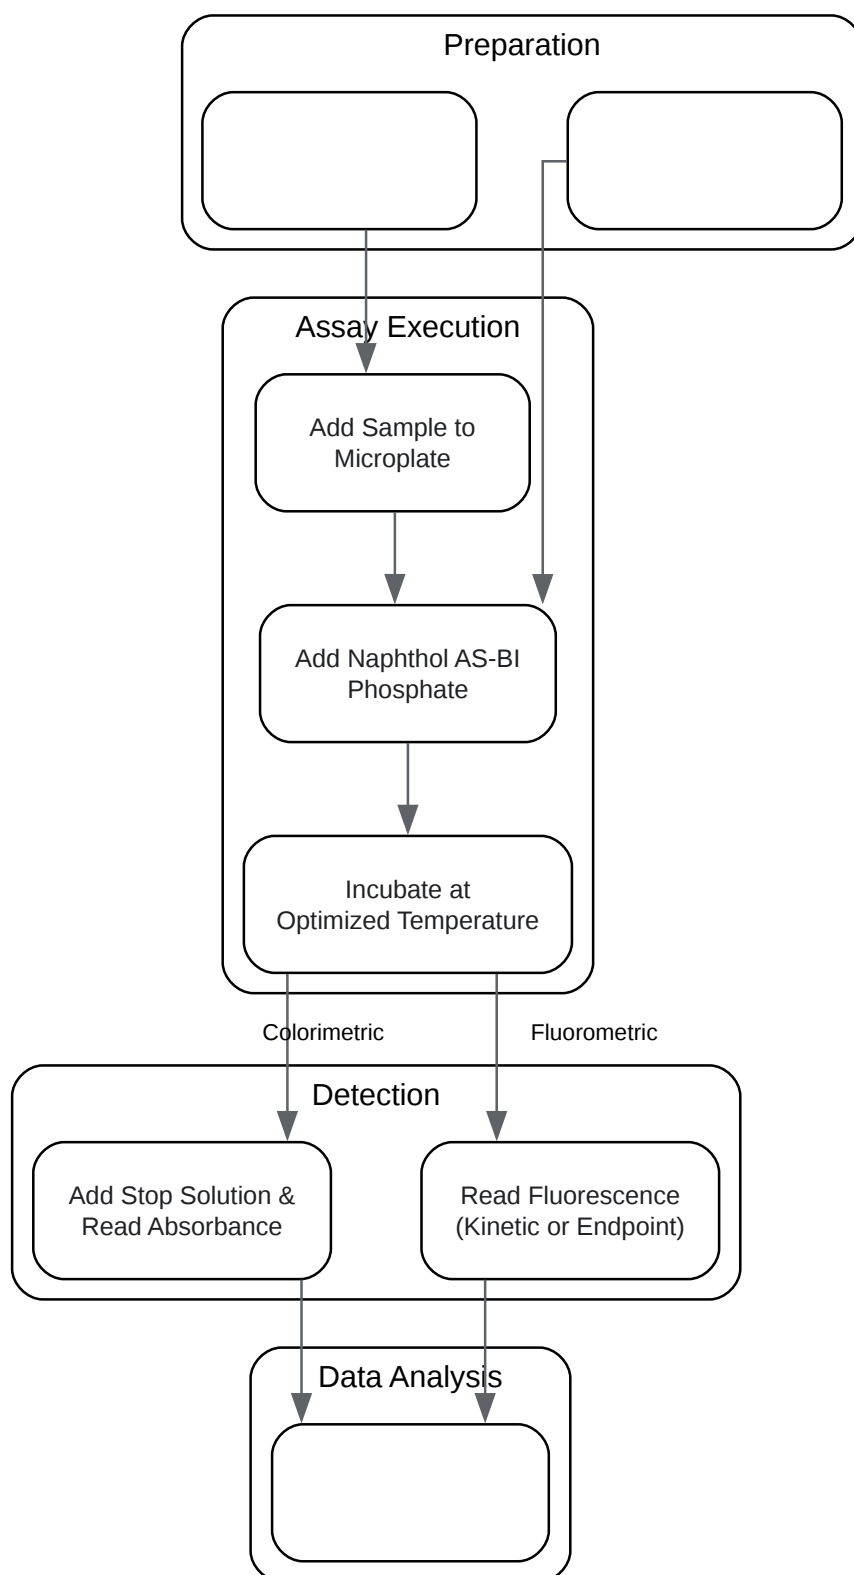 Preparation
Assay Execution
Add Sample to
Microplate
Add Naphthol AS-BI
Phosphate
Incubate at
Optimized Temperature
Colorimetric
Fluorometric
Detection
Add Stop Solution &
Read Absorbance
Read Fluorescence
(Kinetic or Endpoint)
Data Analysis